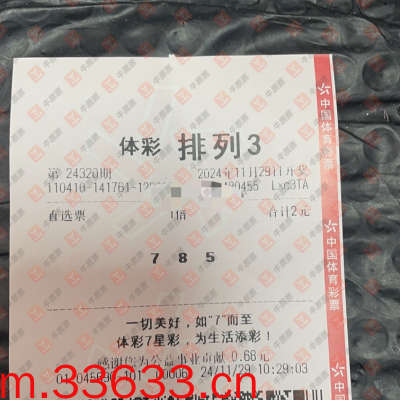 体彩 排列3
第 24320期 2024年11月29日开奖
110410-141761-12 490455 LxG3TA
直选票 1倍 合计2元
7 8 5
一切美好，如“7”而至
体彩7星彩，为生活添彩！
感谢您为公益事业贡献 0.68元
24/11/29 10:29:03
中国体育彩票
中国体育彩票
m.33633.cn